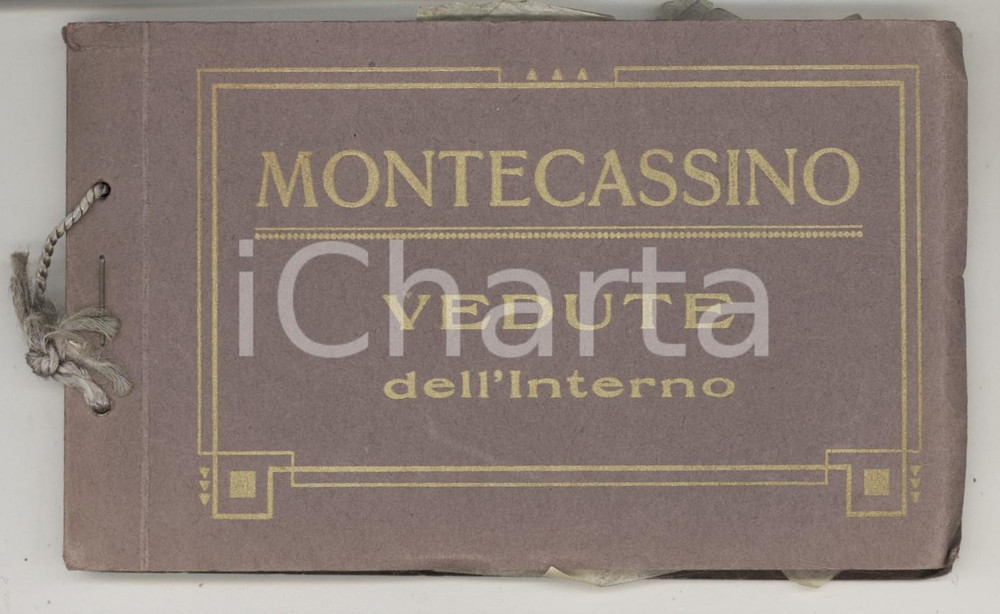 MONTECASSINO
VEDUTE
iCharta
dell'Interno